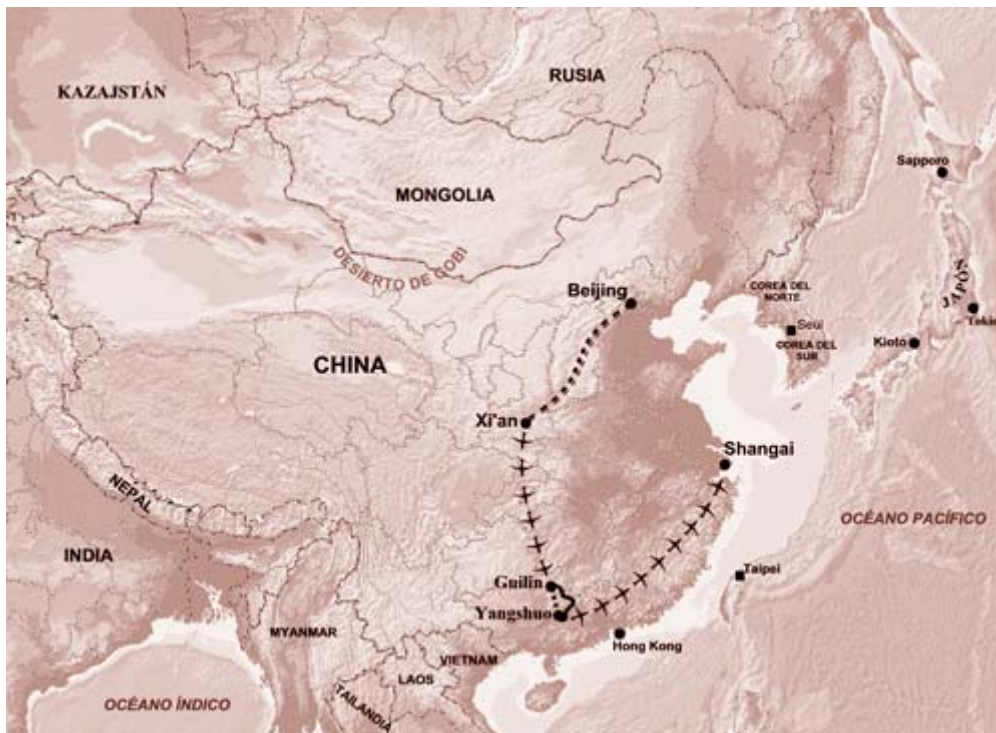 RUSIA
KAZAJSTÁN
Sapporo
MONGOLIA
DESIERTO DE GOBI
Beijing
COREA DEL
NORTE
JAPÓN
Tokio
Seúl
Kioto
COREA DEL
SUR
CHINA
Xi'an
Shangai
NEPAL
OCÉANO PACÍFICO
INDIA
Taipei
Guilin
Yangshuo
MYANMAR
Hong Kong
VIETNAM
LAOS
TAILANDIA
OCÉANO ÍNDICO